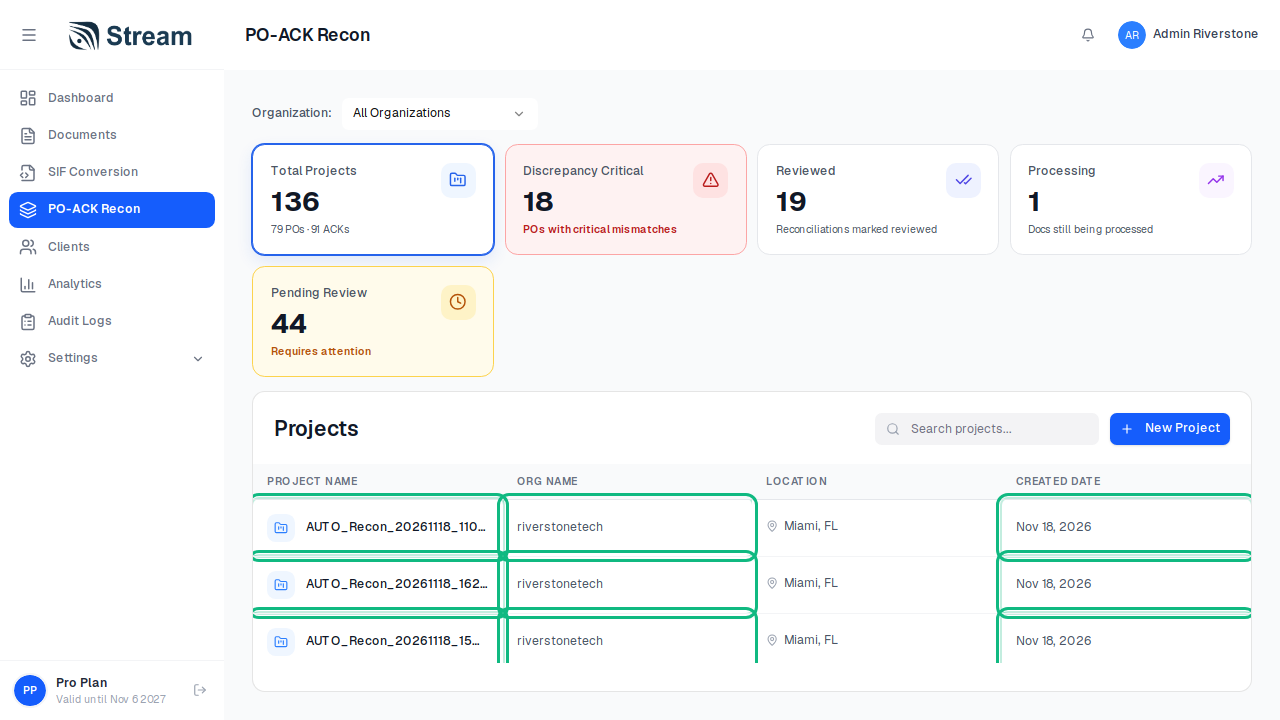 Stream
PO-ACK Recon
AR
Admin Riverstone
Dashboard
Documents
SIF Conversion
PO-ACK Recon
Clients
Analytics
Audit Logs
Settings
Organization:
All Organizations
Total Projects
136
79 POs · 91 ACKs
Discrepancy Critical
18
POs with critical mismatches
Reviewed
19
Reconciliations marked reviewed
Processing
1
Docs still being processed
Pending Review
44
Requires attention
Projects
Search projects...
New Project
PROJECT NAME ORG NAME LOCATION CREATED DATE
AUTO_Recon_20261118_110... riverstonetech Miami, FL Nov 18, 2026
AUTO_Recon_20261118_162... riverstonetech Miami, FL Nov 18, 2026
AUTO_Recon_20261118_15... riverstonetech Miami, FL Nov 18, 2026
PP
Pro Plan
Valid until Nov 6 2027